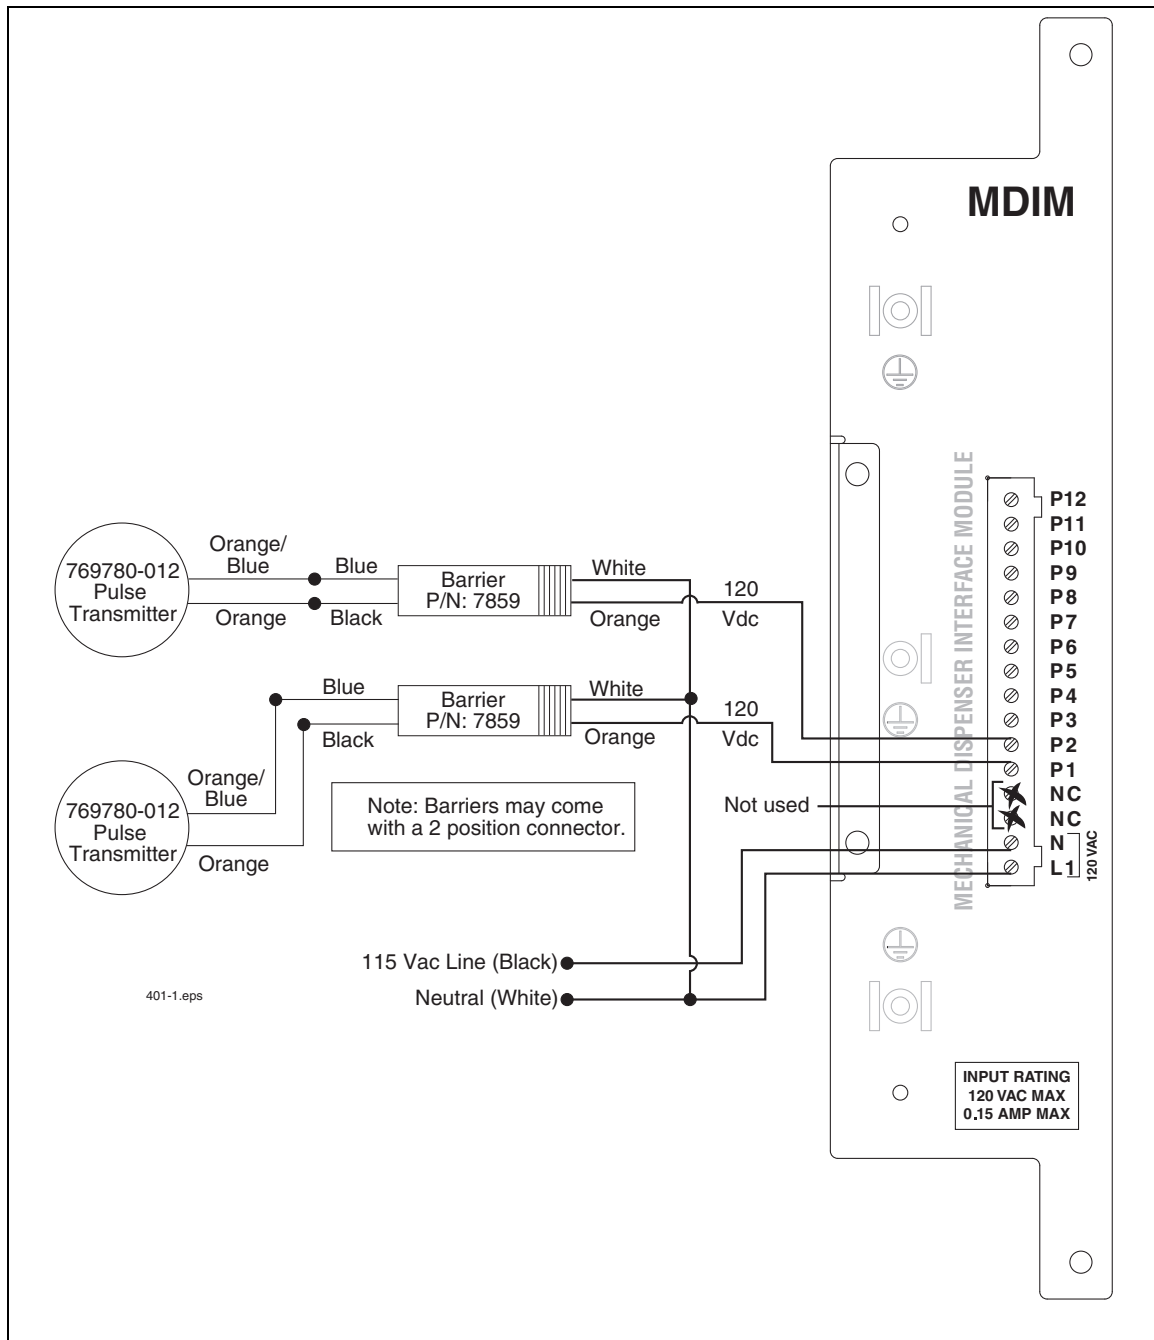 MDIM
MECHANICAL DISPENSER INTERFACE MODULE
P12
P11
P10
P9
P8
P7
P6
P5
P4
P3
P2
P1
NC
NC
N
L1
120 VAC
769780-012
Pulse
Transmitter
Orange/
Blue
Orange
Blue
Black
Barrier
P/N: 7859
White
Orange
120
Vdc
769780-012
Pulse
Transmitter
Orange/
Blue
Orange
Blue
Black
Barrier
P/N: 7859
White
Orange
120
Vdc
Note: Barriers may come
with a 2 position connector.
Not used
115 Vac Line (Black)
Neutral (White)
401-1.eps
INPUT RATING
120 VAC MAX
0.15 AMP MAX